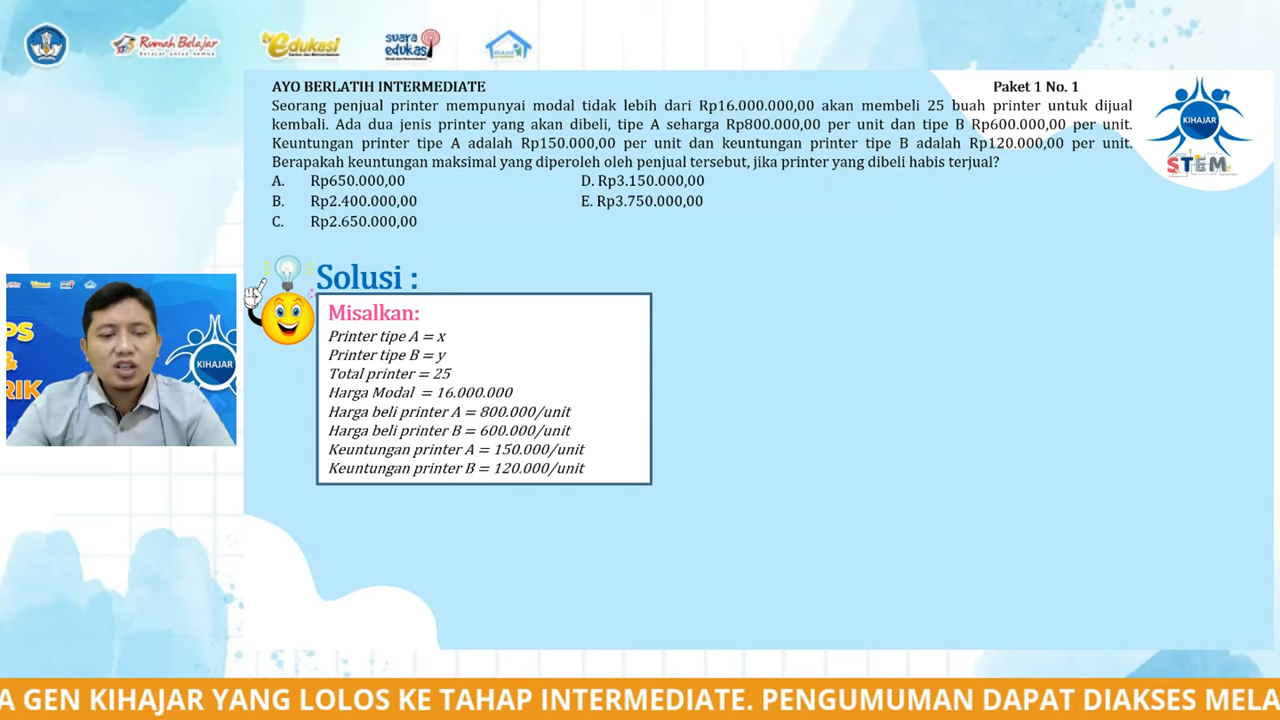 Rumah Belajar
Belajar untuk semua
tv Edukasi
suara
edukasi
AYO BERLATIH INTERMEDIATE
Paket 1 No. 1
Seorang penjual printer mempunyai modal tidak lebih dari Rp16.000.000,00 akan membeli 25 buah printer untuk dijual
kembali. Ada dua jenis printer yang akan dibeli, tipe A seharga Rp800.000,00 per unit dan tipe B Rp600.000,00 per unit.
Keuntungan printer tipe A adalah Rp150.000,00 per unit dan keuntungan printer tipe B adalah Rp120.000,00 per unit.
Berapakah keuntungan maksimal yang diperoleh oleh penjual tersebut, jika printer yang dibeli habis terjual?
A. Rp650.000,00
D. Rp3.150.000,00
B. Rp2.400.000,00
E. Rp3.750.000,00
C. Rp2.650.000,00
KIHAJAR
STEM
Solusi :
Misalkan:
Printer tipe A = x
Printer tipe B = y
Total printer = 25
Harga Modal = 16.000.000
Harga beli printer A = 800.000/unit
Harga beli printer B = 600.000/unit
Keuntungan printer A = 150.000/unit
Keuntungan printer B = 120.000/unit
PS
&
RIK
KIHAJAR
A GEN KIHAJAR YANG LOLOS KE TAHAP INTERMEDIATE. PENGUMUMAN DAPAT DIAKSES MELA